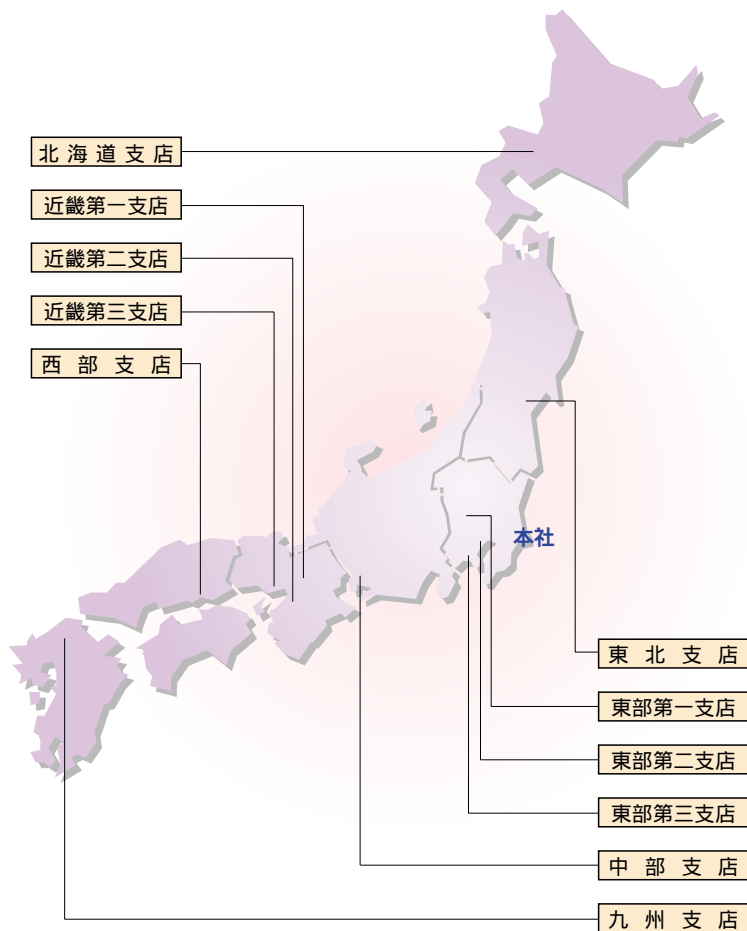 北海道支店
近畿第一支店
近畿第二支店
近畿第三支店
西部支店
本社
東北支店
東部第一支店
東部第二支店
東部第三支店
中部支店
九州支店